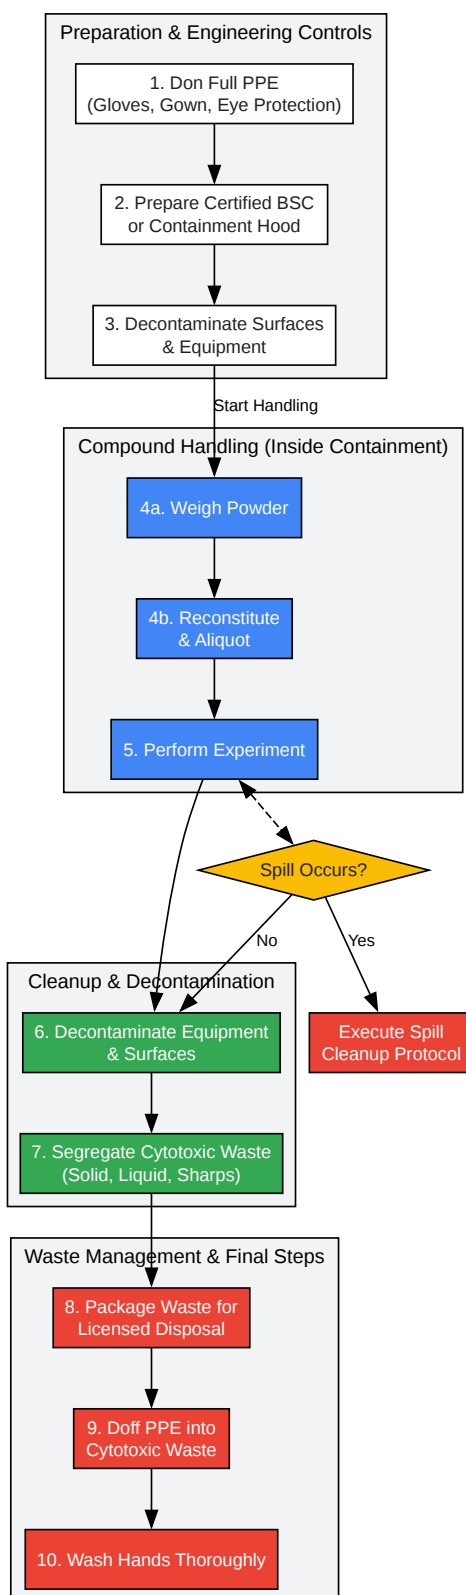 Preparation & Engineering Controls
1. Don Full PPE
(Gloves, Gown, Eye Protection)
2. Prepare Certified BSC
or Containment Hood
3. Decontaminate Surfaces
& Equipment
Start Handling
Compound Handling (Inside Containment)
4a. Weigh Powder
4b. Reconstitute
& Aliquot
5. Perform Experiment
Spill Occurs?
No
Yes
Cleanup & Decontamination
6. Decontaminate Equipment
& Surfaces
Execute Spill
Cleanup Protocol
7. Segregate Cytotoxic Waste
(Solid, Liquid, Sharps)
Waste Management & Final Steps
8. Package Waste for
Licensed Disposal
9. Doff PPE into
Cytotoxic Waste
10. Wash Hands Thoroughly